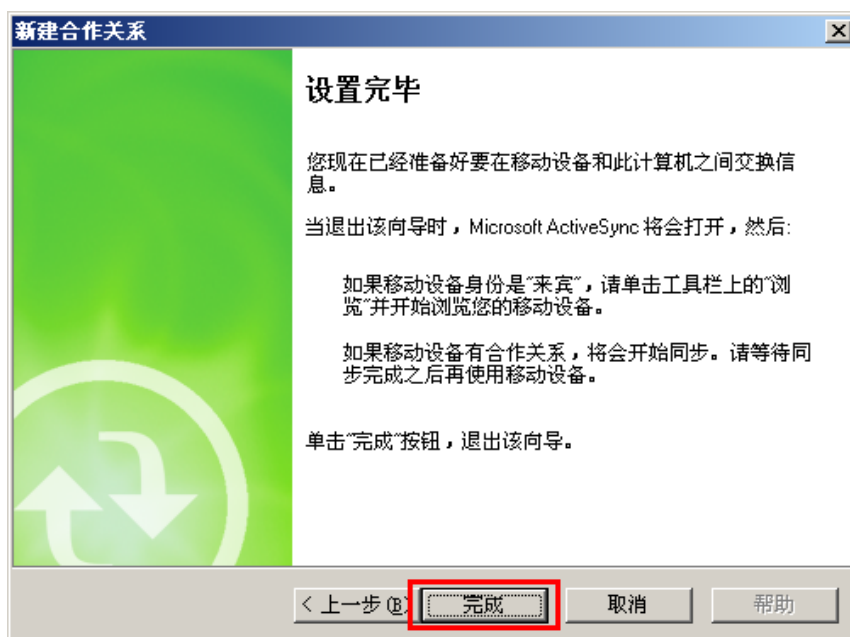 新建合作关系
设置完毕
您现在已经准备好要在移动设备和此计算机之间交换信
息。
当退出该向导时，Microsoft ActiveSync 将会打开，然后:
如果移动设备身份是“来宾”，请单击工具栏上的“浏
览”并开始浏览您的移动设备。
如果移动设备有合作关系，将会开始同步。请等待同
步完成之后再使用移动设备。
单击“完成”按钮，退出该向导。
< 上一步(B)
完成
取消
帮助